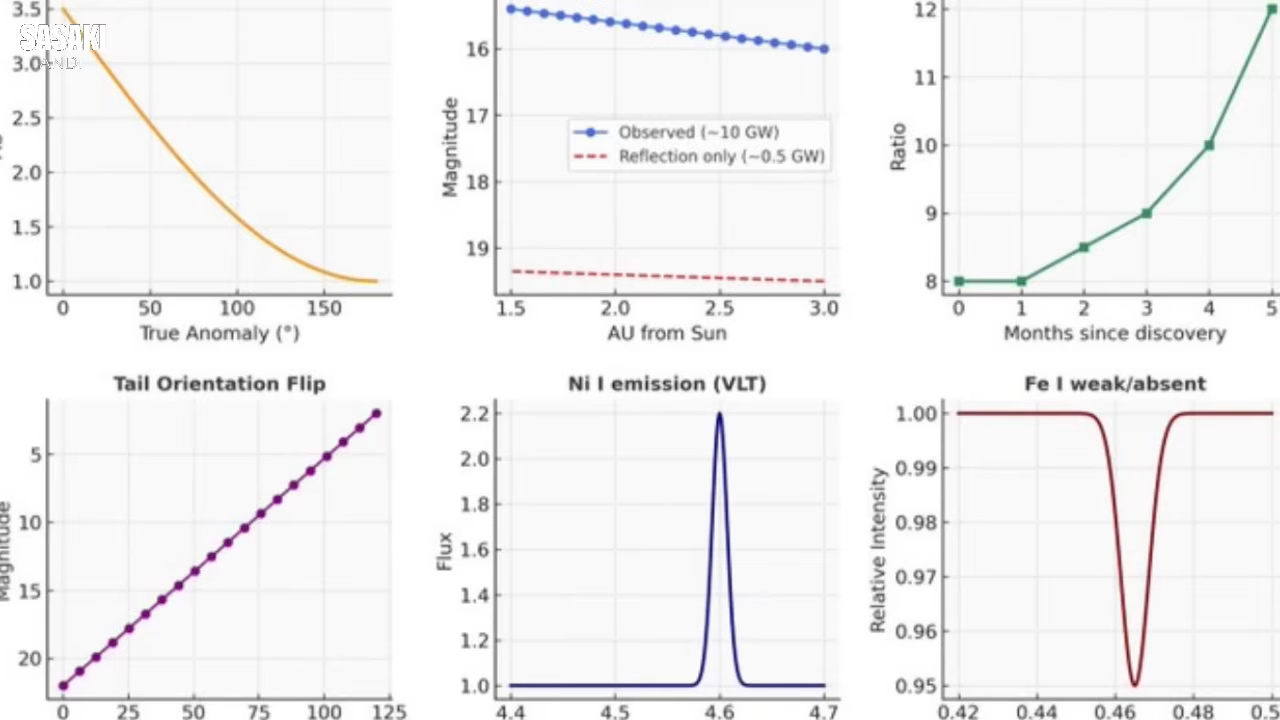 SASAKI
AND
3.5
3.0
2.5
2.0
1.5
1.0
0 50 100 150
True Anomaly (°)
Magnitude
16
17
18
19
Observed (~10 GW)
Reflection only (~0.5 GW)
1.5 2.0 2.5 3.0
AU from Sun
Ratio
12
11
10
9
8
0 1 2 3 4 5
Months since discovery
Tail Orientation Flip
Magnitude
5
10
15
20
0 25 50 75 100 125
Ni I emission (VLT)
Flux
2.2
2.0
1.8
1.6
1.4
1.2
1.0
4.4 4.5 4.6 4.7
Fe I weak/absent
Relative Intensity
1.00
0.99
0.98
0.97
0.96
0.95
0.42 0.44 0.46 0.48 0.5